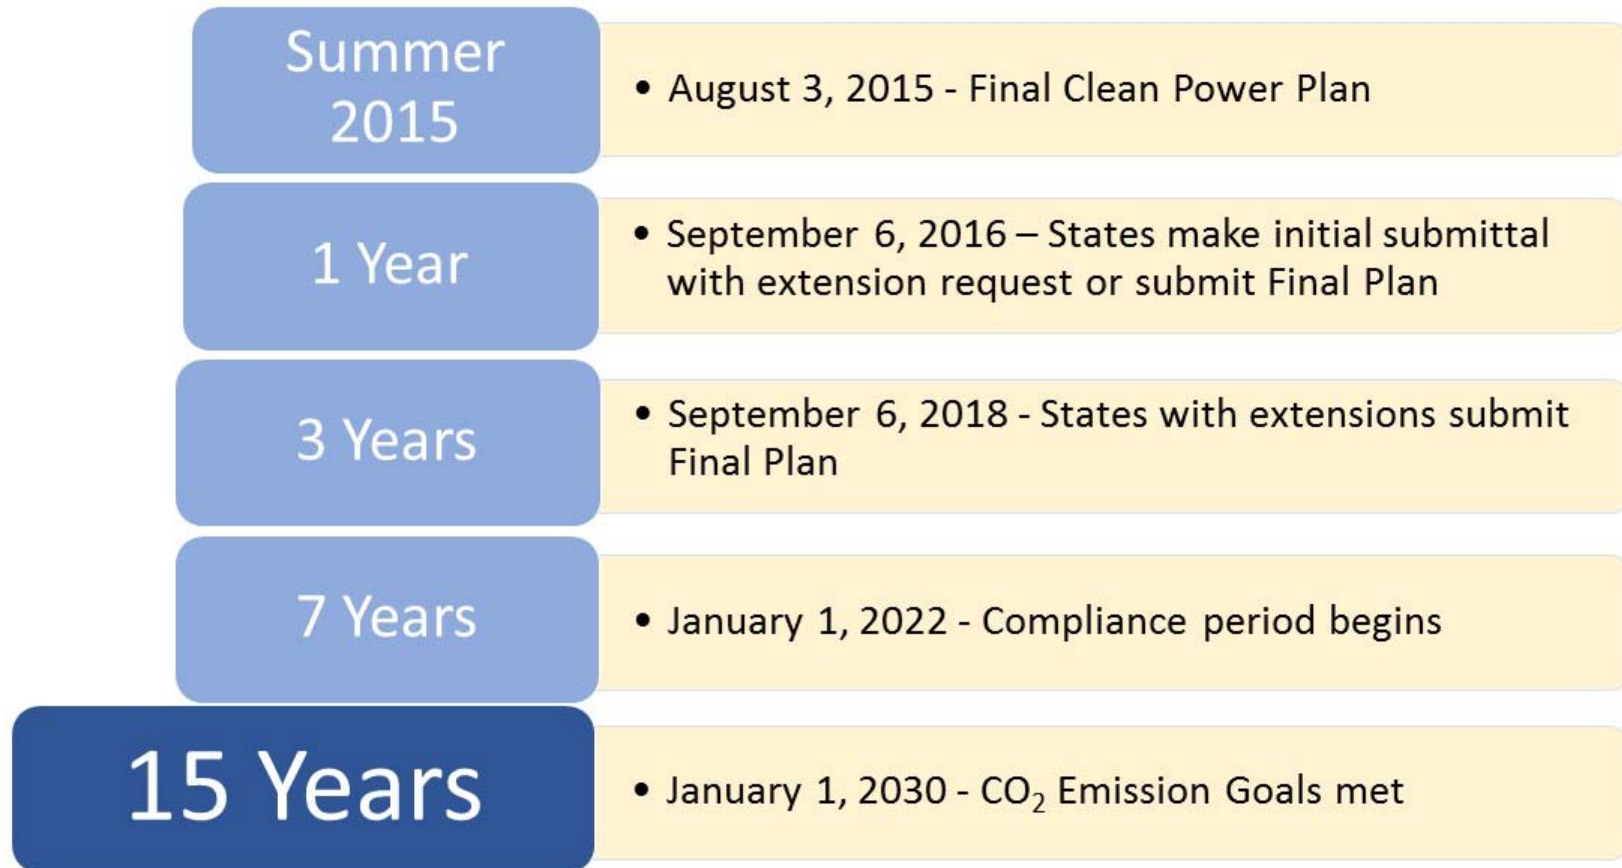 Summer
2015
• August 3, 2015 - Final Clean Power Plan
1 Year
• September 6, 2016 – States make initial submittal
with extension request or submit Final Plan
3 Years
• September 6, 2018 - States with extensions submit
Final Plan
7 Years
• January 1, 2022 - Compliance period begins
15 Years
• January 1, 2030 - CO₂ Emission Goals met